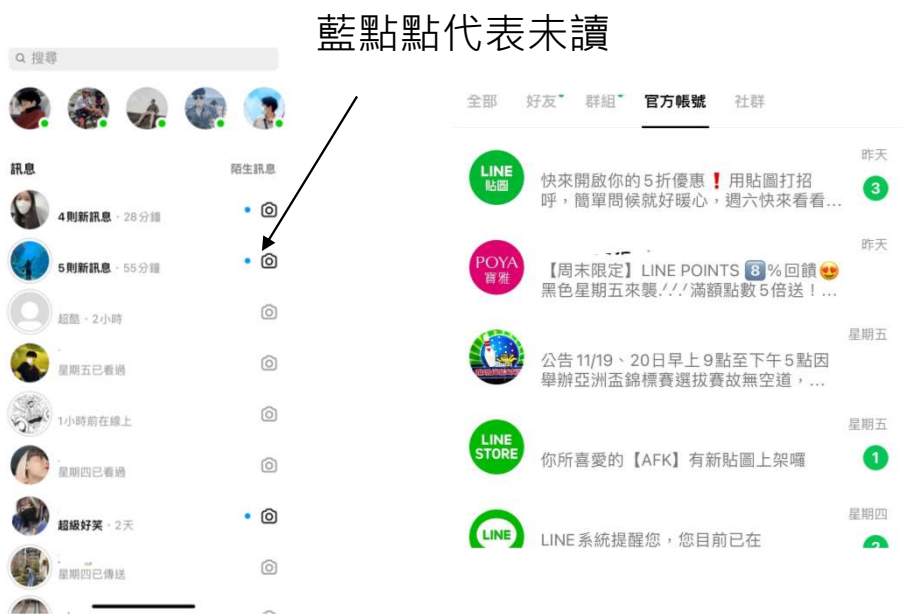 藍點點代表未讀
搜尋
訊息
陌生訊息
4則新訊息 · 28分鐘
5則新訊息 · 55分鐘
超酷 · 2小時
星期五已看過
1小時前在線上
星期四已看過
超級好笑 · 2天
星期四已傳送
全部 好友 群組 官方帳號 社群
昨天
LINE
貼圖
快來開啟你的5折優惠❗用貼圖打招
呼,簡單問候就好暖心,週六快來看看...
3
昨天
POYA
寶雅
【周末限定】LINE POINTS 8️⃣%回饋😍
黑色星期五來襲.⁄.⁄.⁄滿額點數5倍送!...
星期五
公告11/19、20日早上9點至下午5點因
舉辦亞洲盃錦標賽選拔賽故無空道,...
星期五
LINE
STORE
你所喜愛的【AFK】有新貼圖上架囉
1
星期四
LINE
LINE系統提醒您,您目前已在